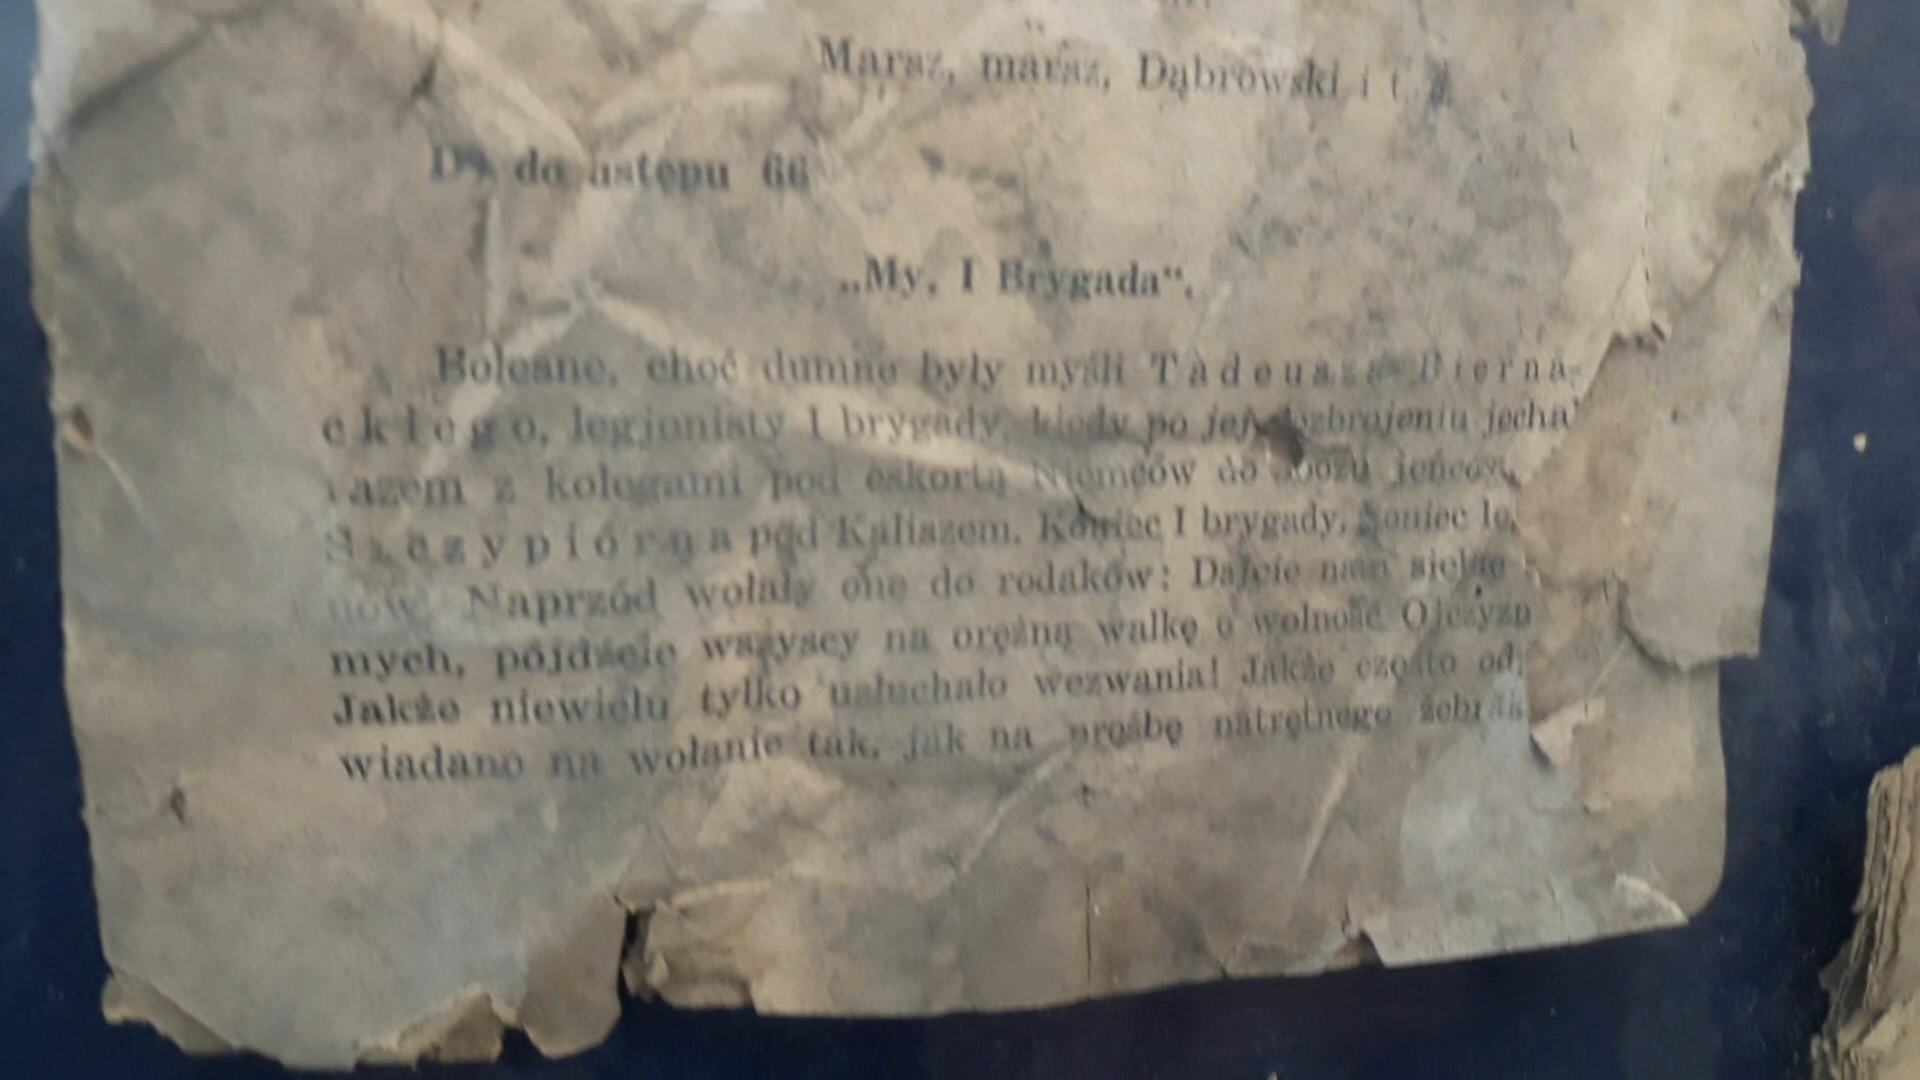 Marsz, marsz, Dąbrowski i t. d.
do ustępu 66
„My, I Brygada“.
Bolesne, choć dumne były myśli Tadeusza Bierna-
ckiego, legjonisty I brygady, kiedy po jej rozbrojeniu jechał
razem z kolegami pod eskortą Niemców do obozu jeńców
Szczypiórna pod Kaliszem. Koniec I brygady, koniec le
nów! Naprzód wołały one do rodaków: Dajcie nam siebie
mych, pójdźcie wszyscy na orężną walkę o wolność Ojczyzn
Jakże niewielu tylko usłuchało wezwania! Jakże często od
wiadano na wołanie tak, jak na prośbę natrętnego żebrak